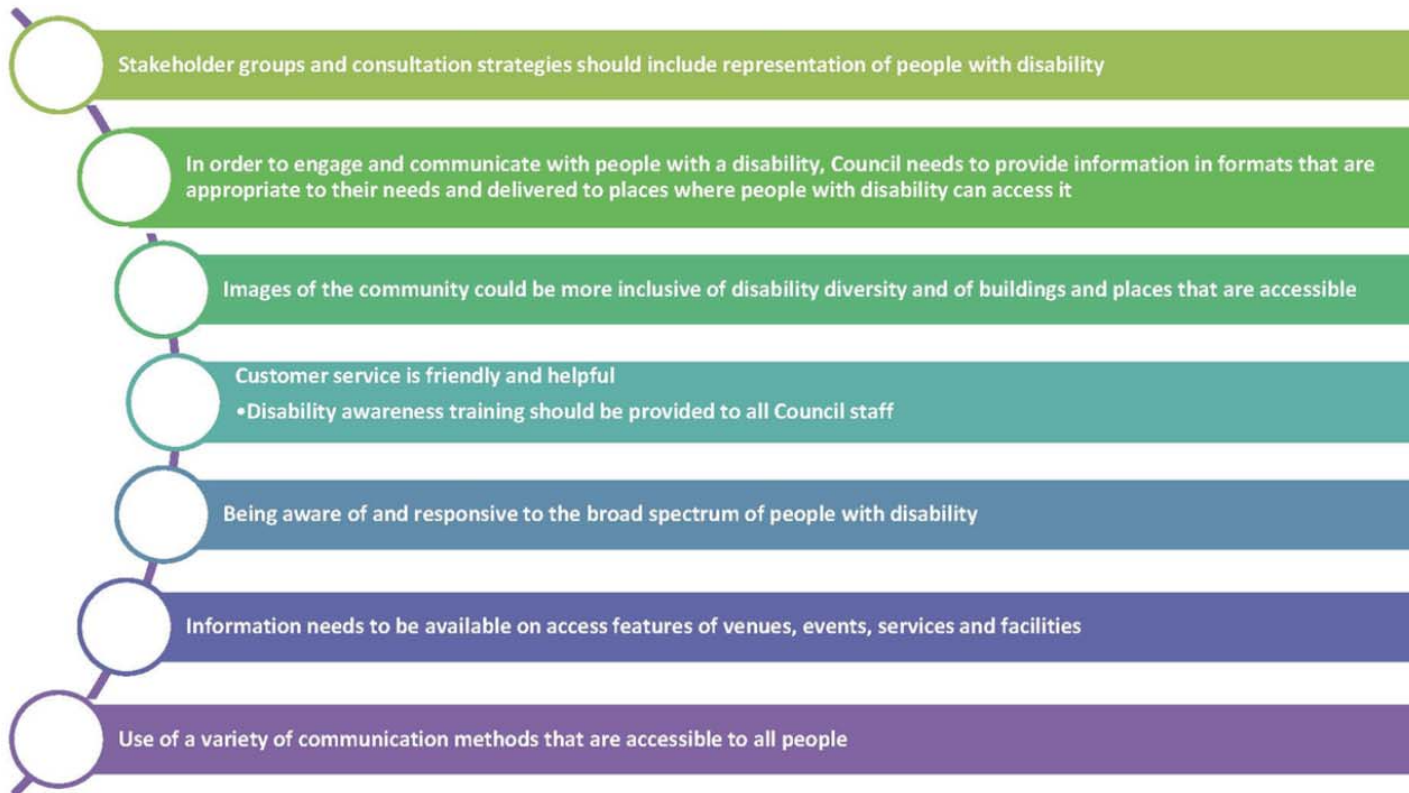 Stakeholder groups and consultation strategies should include representation of people with disability
In order to engage and communicate with people with a disability, Council needs to provide information in formats that are
appropriate to their needs and delivered to places where people with disability can access it
Images of the community could be more inclusive of disability diversity and of buildings and places that are accessible
Customer service is friendly and helpful
•Disability awareness training should be provided to all Council staff
Being aware of and responsive to the broad spectrum of people with disability
Information needs to be available on access features of venues, events, services and facilities
Use of a variety of communication methods that are accessible to all people